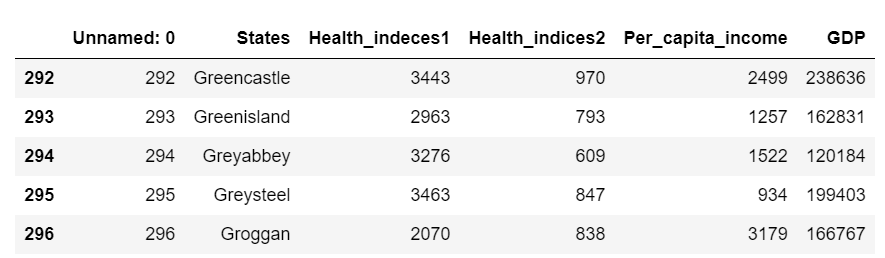 Unnamed: 0 States Health_indeces1 Health_indices2 Per_capita_income GDP
292 292 Greencastle 3443 970 2499 238636
293 293 Greenisland 2963 793 1257 162831
294 294 Greyabbey 3276 609 1522 120184
295 295 Greysteel 3463 847 934 199403
296 296 Groggan 2070 838 3179 166767